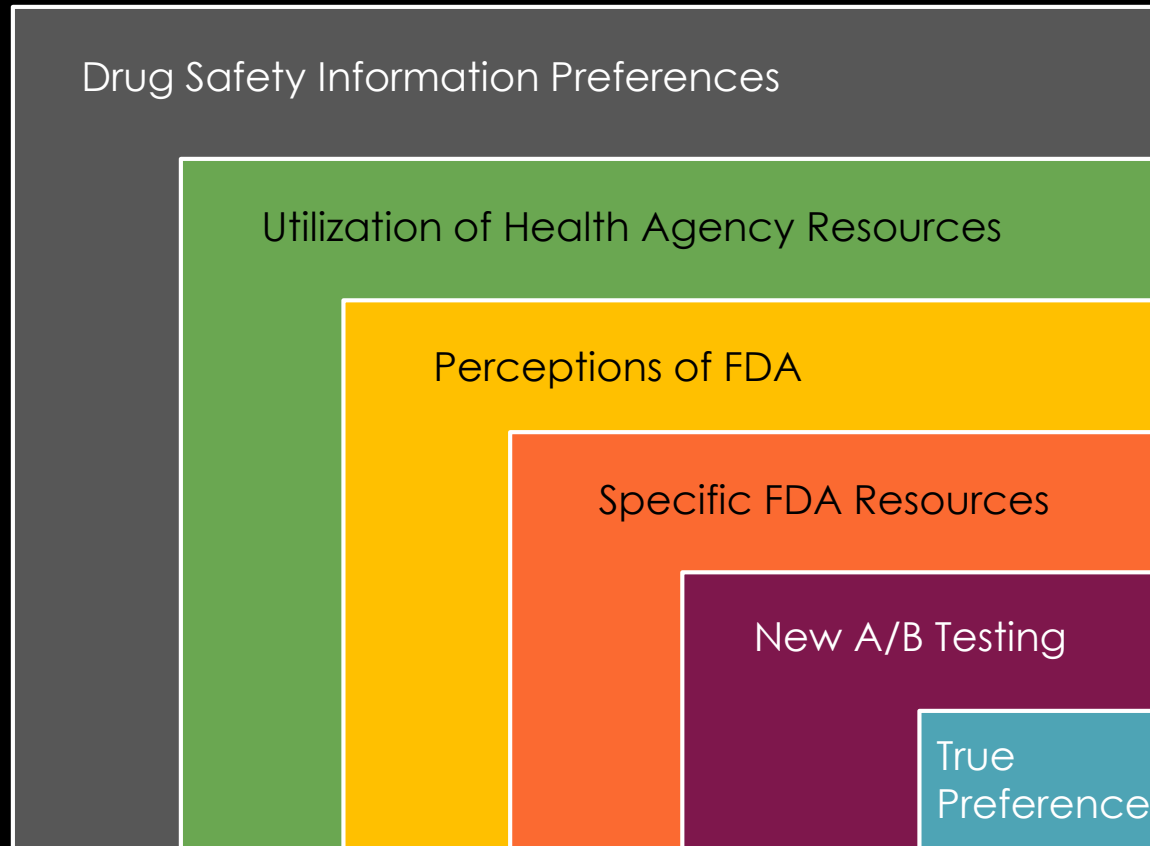 Drug Safety Information Preferences
Utilization of Health Agency Resources
Perceptions of FDA
Specific FDA Resources
New A/B Testing
True
Preference